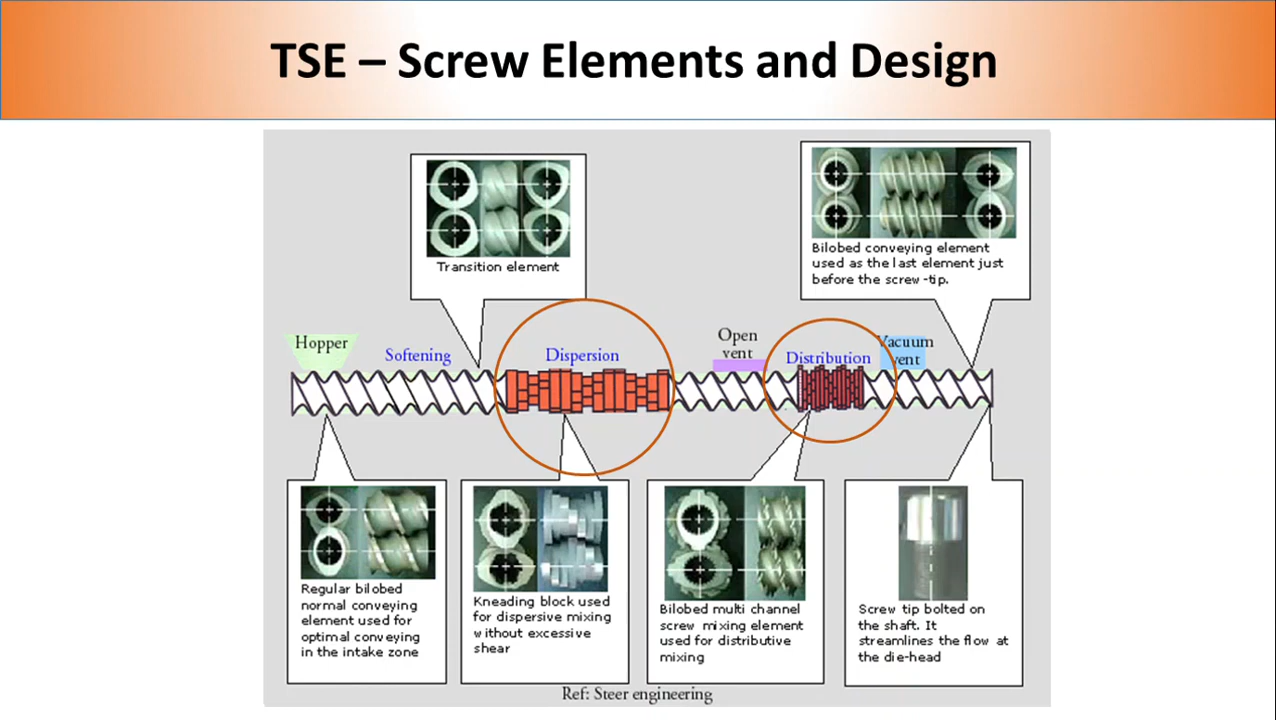 TSE – Screw Elements and Design
Transition element
Bilobed conveying element
used as the last element just
before the screw-tip.
Hopper
Softening
Dispersion
Open
vent
Distribution
Vacuum
vent
Regular bilobed
normal conveying
element used for
optimal conveying
in the intake zone
Kneading block used
for dispersive mixing
without excessive
shear
Bilobed multi channel
screw mixing element
used for distributive
mixing
Screw tip bolted on
the shaft. It
streamlines the flow at
the die-head
Ref: Steer engineering